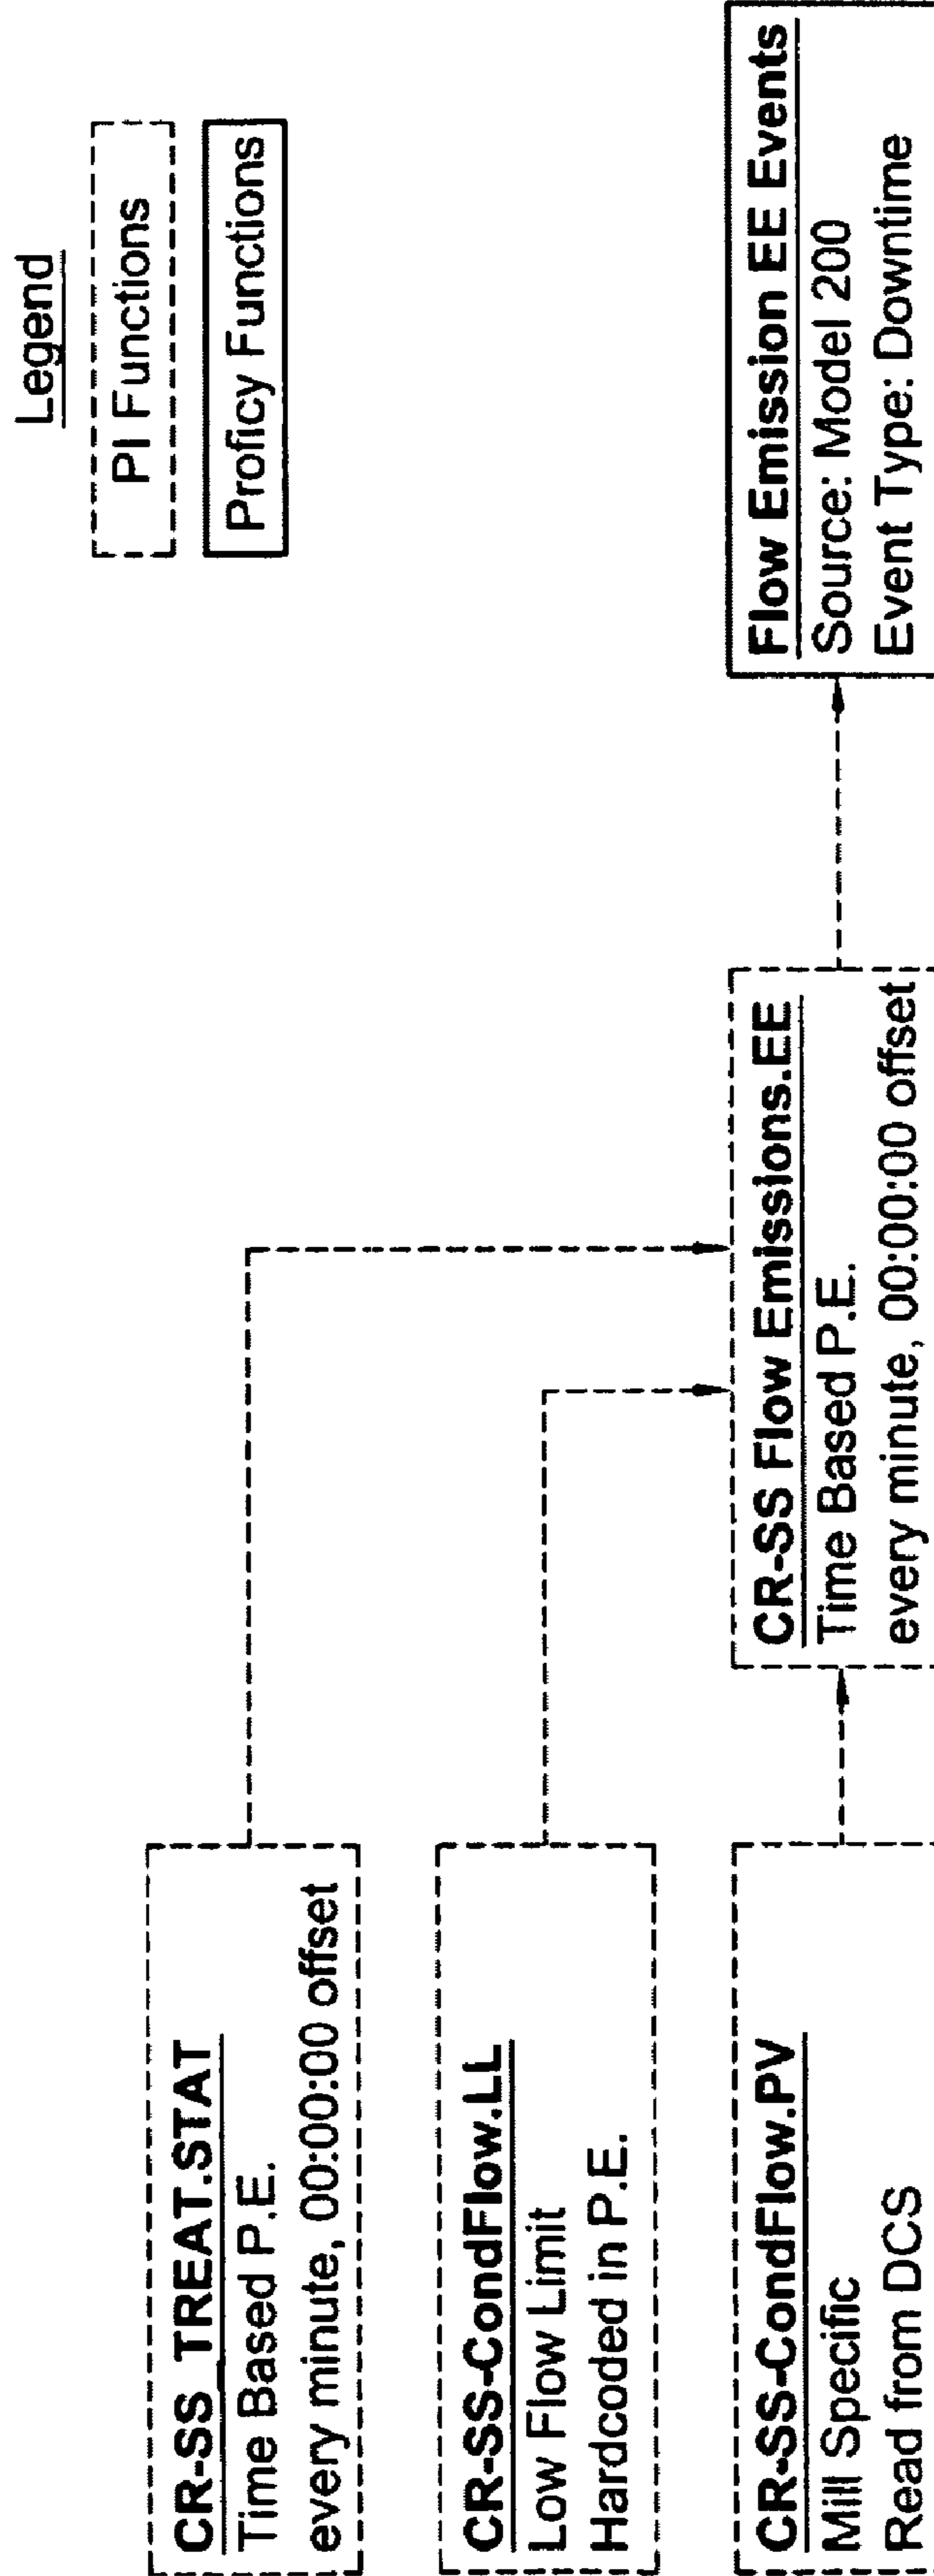 Legend
PI Functions
Proficy Functions
CR-SS_TREAT.STAT
Time Based P.E.
every minute, 00:00:00 offset
CR-SS-CondFlow.LL
Low Flow Limit
Hardcoded in P.E.
CR-SS-CondFlow.PV
Mill Specific
Read from DCS
CR-SS Flow Emissions.EE
Time Based P.E.
every minute, 00:00:00 offset
Flow Emission EE Events
Source: Model 200
Event Type: Downtime